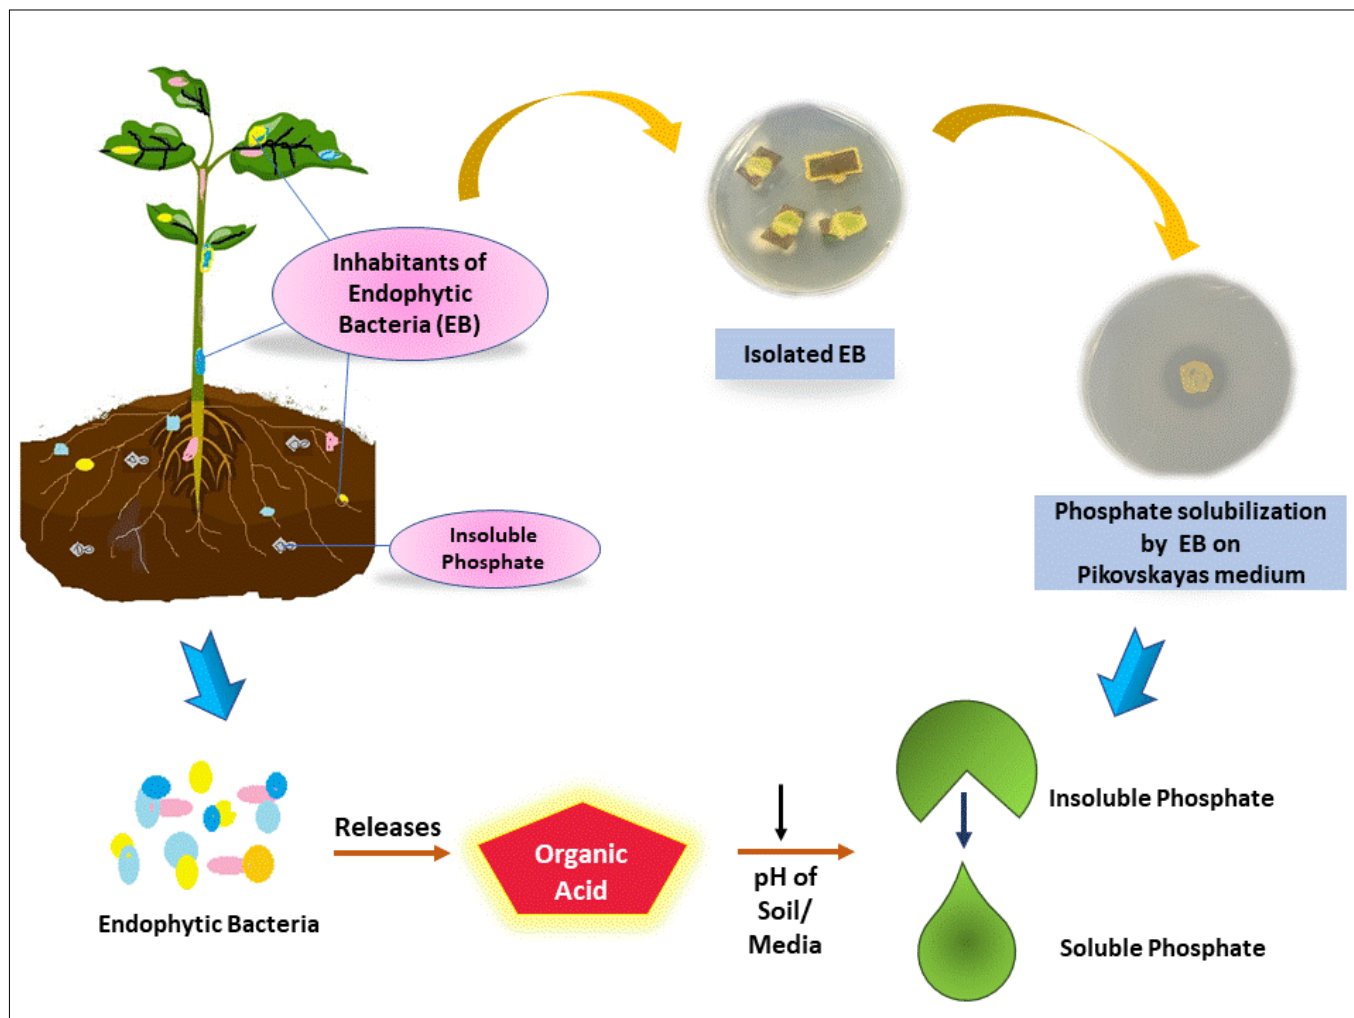 Inhabitants of
Endophytic
Bacteria (EB)
Isolated EB
Insoluble
Phosphate
Phosphate solubilization
by EB on
Pikovskayas medium
Releases
Organic
Acid
pH of
Soil/
Media
Insoluble Phosphate
Endophytic Bacteria
Soluble Phosphate